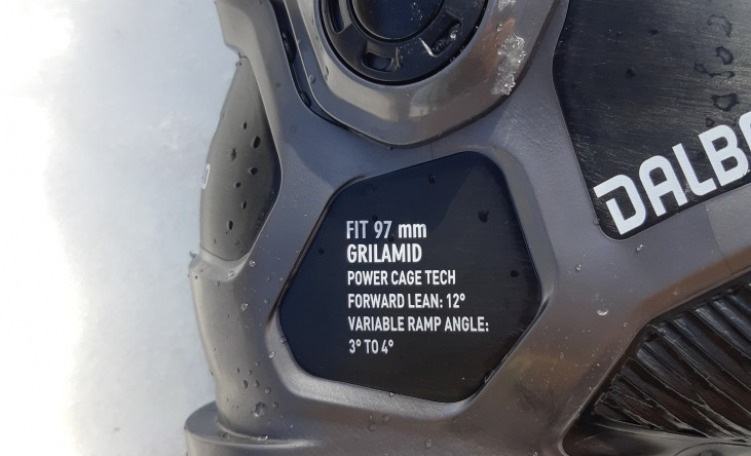 FIT 97 mm
GRILAMID
POWER CAGE TECH
FORWARD LEAN: 12°
VARIABLE RAMP ANGLE:
3° TO 4°